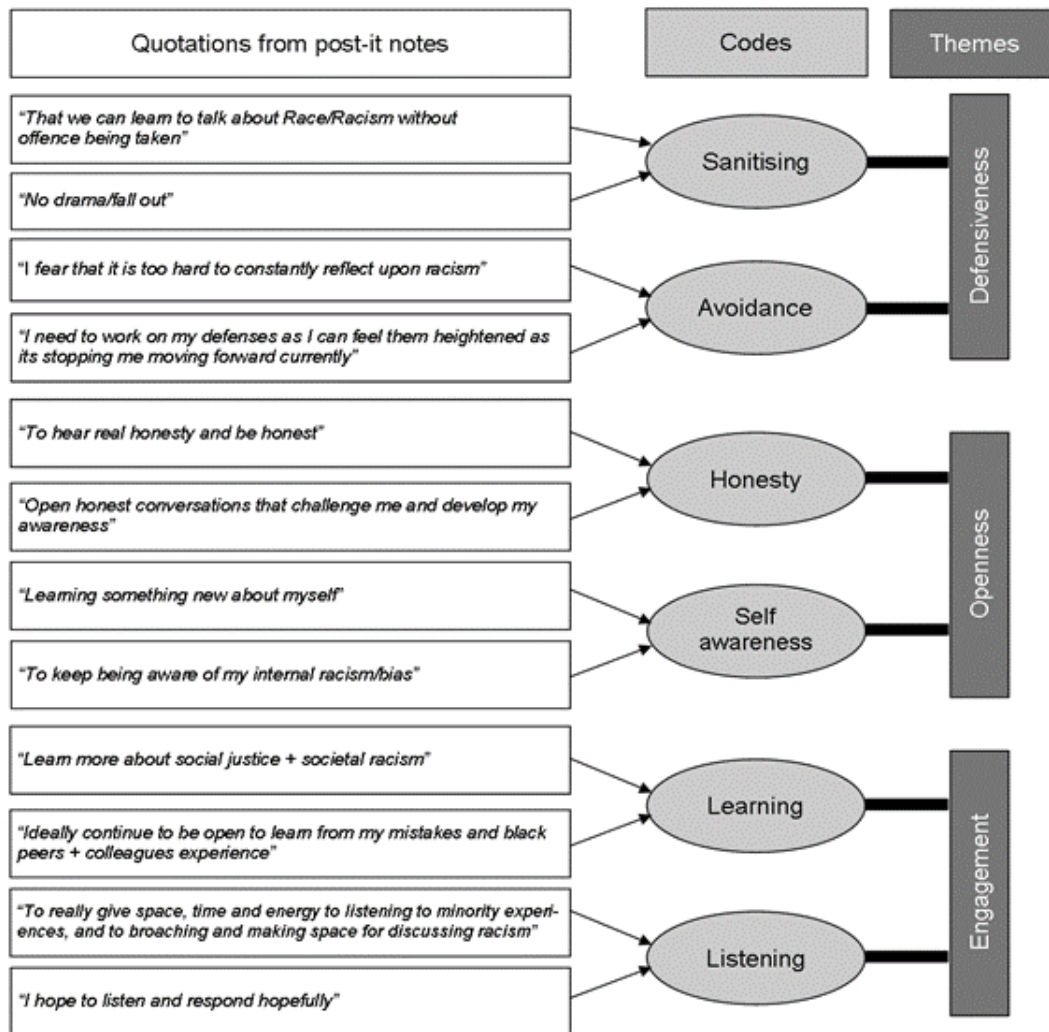 Quotations from post-it notes
Codes
Themes
“That we can learn to talk about Race/Racism without
offence being taken”
“No drama/fall out”
Sanitising
“I fear that it is too hard to constantly reflect upon racism”
“I need to work on my defenses as I can feel them heightened as
its stopping me moving forward currently”
Avoidance
Defensiveness
“To hear real honesty and be honest”
“Open honest conversations that challenge me and develop my
awareness”
Honesty
“Learning something new about myself”
“To keep being aware of my internal racism/bias”
Self
awareness
Openness
“Learn more about social justice + societal racism”
“Ideally continue to be open to learn from my mistakes and black
peers + colleagues experience”
Learning
“To really give space, time and energy to listening to minority experi-
ences, and to broaching and making space for discussing racism”
“I hope to listen and respond hopefully”
Listening
Engagement